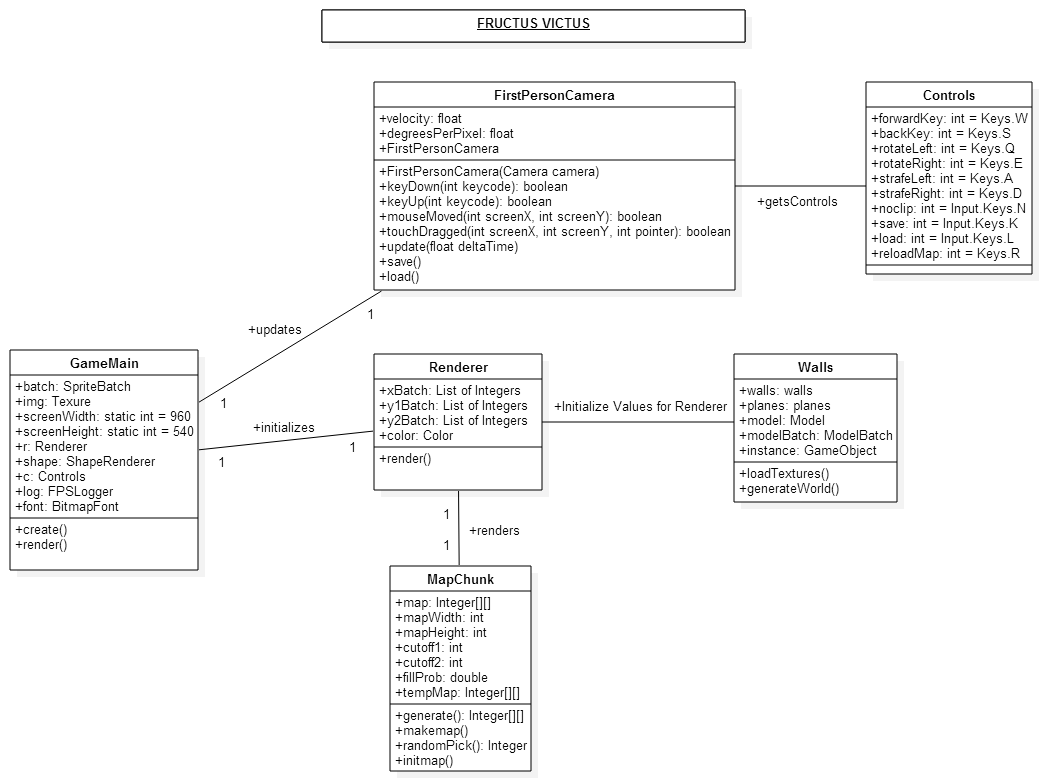 FRUCTUS VICTUS
FirstPersonCamera
+velocity: float
+degreesPerPixel: float
+FirstPersonCamera
+FirstPersonCamera(Camera camera)
+keyDown(int keycode): boolean
+keyUp(int keycode): boolean
+mouseMoved(int screenX, int screenY): boolean
+touchDragged(int screenX, int screenY, int pointer): boolean
+update(float deltaTime)
+save()
+load()
+getsControls
Controls
+forwardKey: int = Keys.W
+backKey: int = Keys.S
+rotateLeft: int = Keys.Q
+rotateRight: int = Keys.E
+strafeLeft: int = Keys.A
+strafeRight: int = Keys.D
+noclip: int = Input.Keys.N
+save: int = Input.Keys.K
+load: int = Input.Keys.L
+reloadMap: int = Keys.R
1
+updates
1
GameMain
+batch: SpriteBatch
+img: Texure
+screenWidth: static int = 960
+screenHeight: static int = 540
+r: Renderer
+shape: ShapeRenderer
+c: Controls
+log: FPSLogger
+font: BitmapFont
+create()
+render()
+initializes
1
1
Renderer
+xBatch: List of Integers
+y1Batch: List of Integers
+y2Batch: List of Integers
+color: Color
+render()
+Initialize Values for Renderer
Walls
+walls: walls
+planes: planes
+model: Model
+modelBatch: ModelBatch
+instance: GameObject
+loadTextures()
+generateWorld()
1
+renders
1
MapChunk
+map: Integer[][]
+mapWidth: int
+mapHeight: int
+cutoff1: int
+cutoff2: int
+fillProb: double
+tempMap: Integer[][]
+generate(): Integer[][]
+makemap()
+randomPick(): Integer
+initmap()